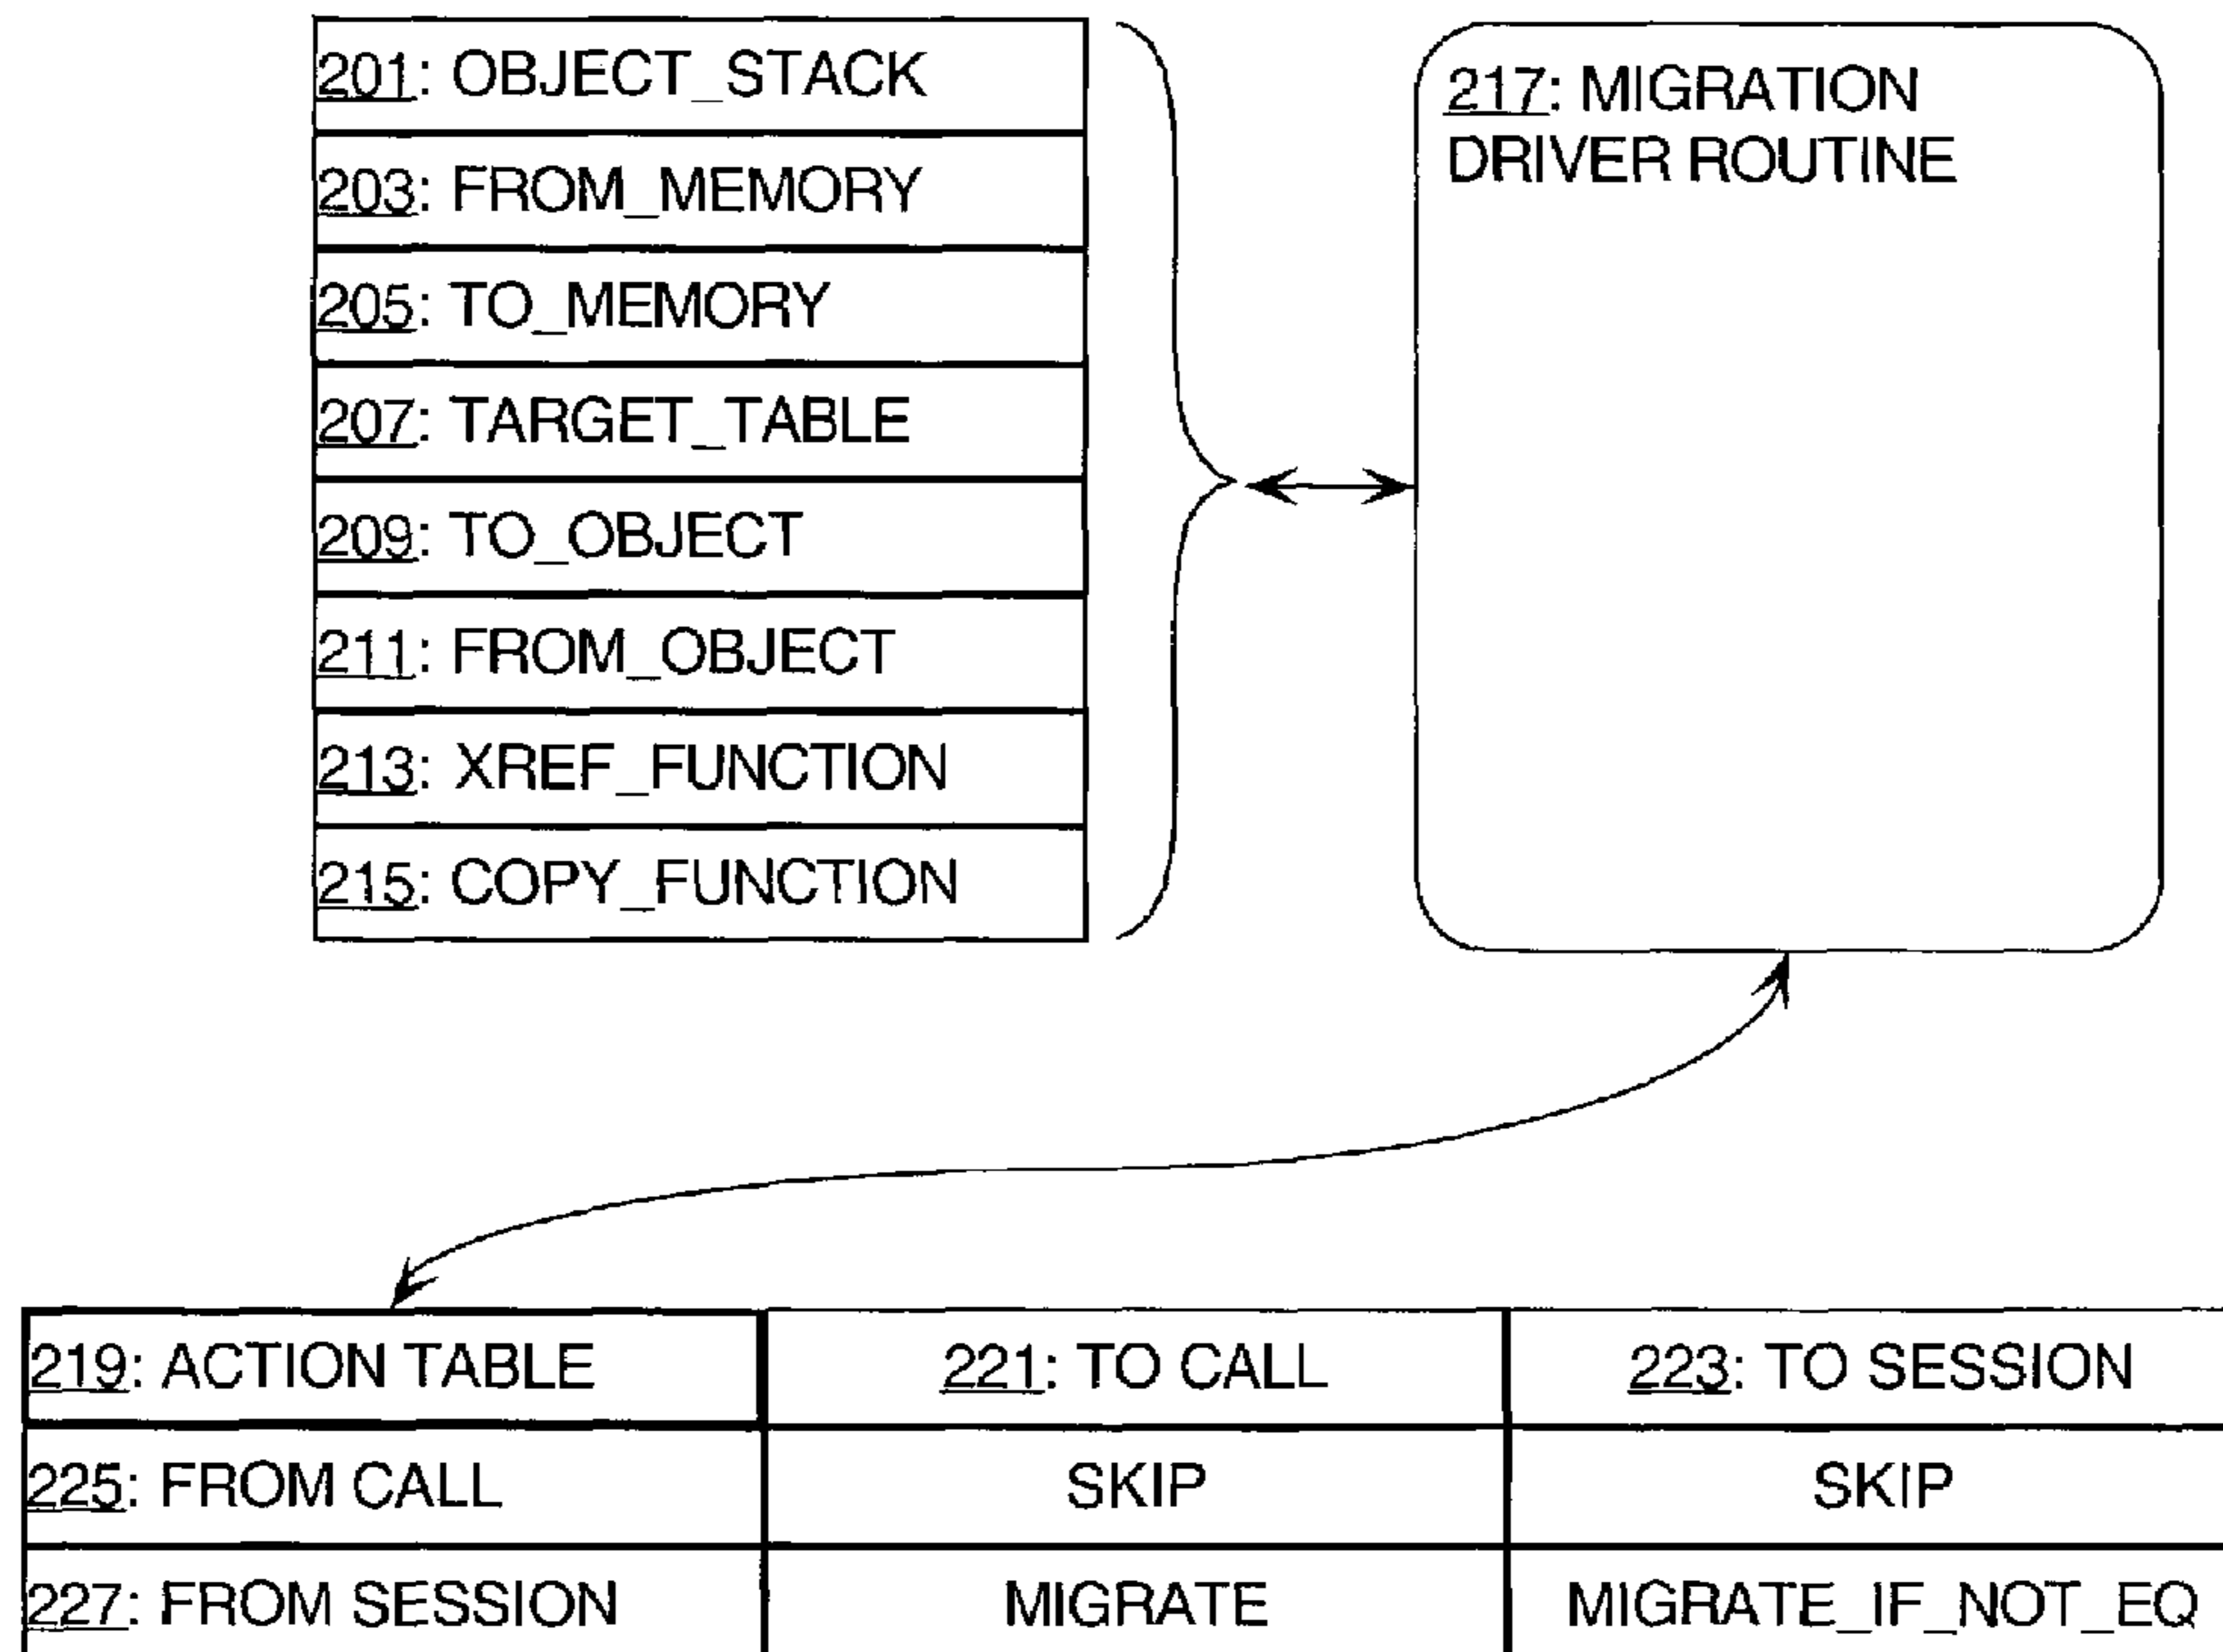 201: OBJECT_STACK
203: FROM_MEMORY
205: TO_MEMORY
207: TARGET_TABLE
209: TO_OBJECT
211: FROM_OBJECT
213: XREF_FUNCTION
215: COPY_FUNCTION
217: MIGRATION
DRIVER ROUTINE
219: ACTION TABLE 221: TO CALL 223: TO SESSION
225: FROM CALL SKIP SKIP
227: FROM SESSION MIGRATE MIGRATE_IF_NOT_EQ